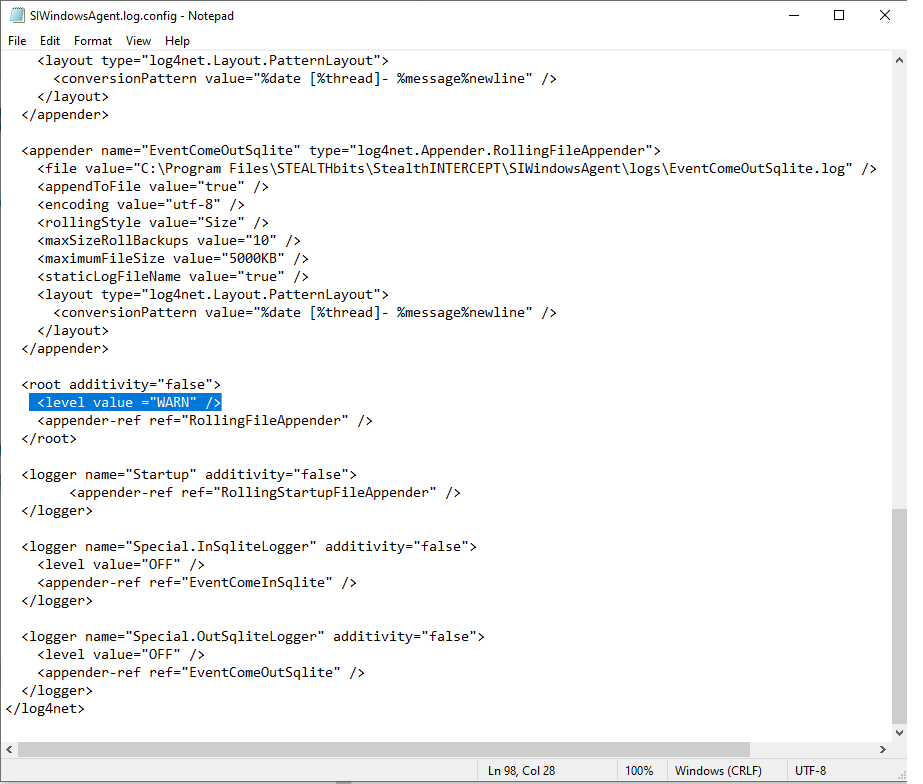 SIWindowsAgent.log.config - Notepad
File Edit Format View Help
<layout type="log4net.Layout.PatternLayout">
<conversionPattern value="%date [%thread]- %message%newline" />
</layout>
</appender>
<appender name="EventComeOutSqlite" type="log4net.Appender.RollingFileAppender">
<file value="C:\Program Files\STEALTHbits\StealthINTERCEPT\SIWindowsAgent\logs\EventComeOutSqlite.log" />
<appendToFile value="true" />
<encoding value="utf-8" />
<rollingStyle value="Size" />
<maxSizeRollBackups value="10" />
<maximumFileSize value="5000KB" />
<staticLogFileName value="true" />
<layout type="log4net.Layout.PatternLayout">
<conversionPattern value="%date [%thread]- %message%newline" />
</layout>
</appender>
<root additivity="false">
<level value ="WARN" />
<appender-ref ref="RollingFileAppender" />
</root>
<logger name="Startup" additivity="false">
<appender-ref ref="RollingStartupFileAppender" />
</logger>
<logger name="Special.InSqliteLogger" additivity="false">
<level value="OFF" />
<appender-ref ref="EventComeInSqlite" />
</logger>
<logger name="Special.OutSqliteLogger" additivity="false">
<level value="OFF" />
<appender-ref ref="EventComeOutSqlite" />
</logger>
</log4net>
Ln 98, Col 28 100% Windows (CRLF) UTF-8